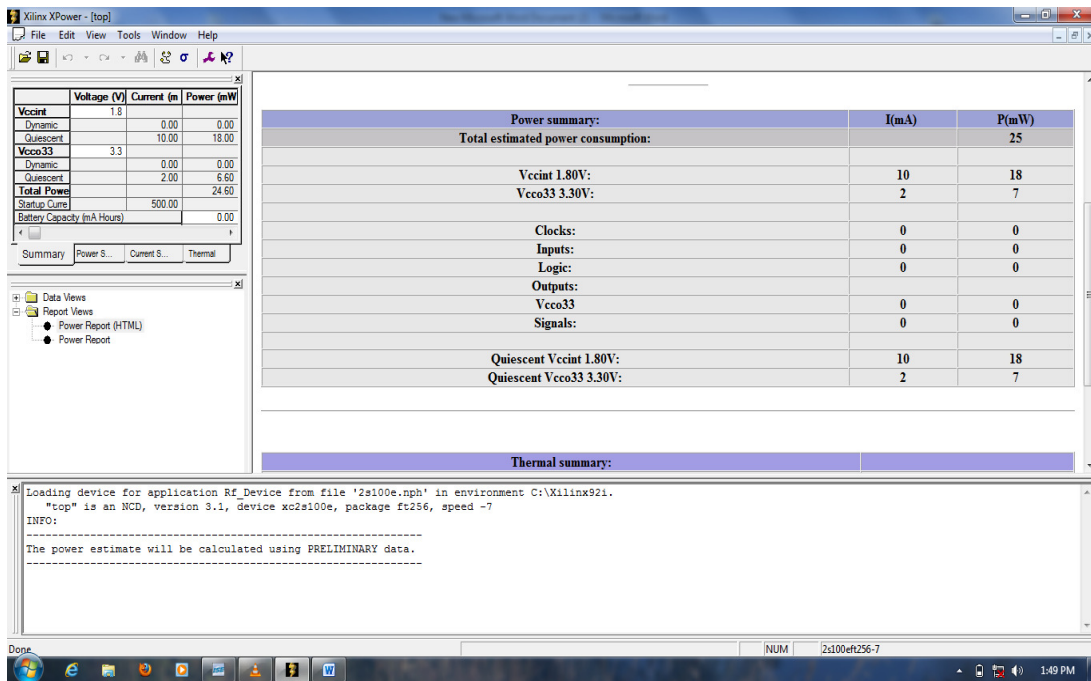 Xilinx XPower - [top]
File Edit View Tools Window Help
Voltage (V) Current (m Power (mW
Vccint 1.8
Dynamic 0.00 0.00
Quiescent 10.00 18.00
Vcco33 3.3
Dynamic 0.00 0.00
Quiescent 2.00 6.60
Total Powe 24.60
Startup Curre 500.00
Battery Capacity (mA Hours) 0.00
Summary Power S... Current S... Thermal
Data Views
Report Views
Power Report (HTML)
Power Report
Power summary: I(mA) P(mW)
Total estimated power consumption: 25
Vccint 1.80V: 10 18
Vcco33 3.30V: 2 7
Clocks: 0 0
Inputs: 0 0
Logic: 0 0
Outputs:
Vcco33 0 0
Signals: 0 0
Quiescent Vccint 1.80V: 10 18
Quiescent Vcco33 3.30V: 2 7
Thermal summary:
Loading device for application Rf_Device from file '2s100e.nph' in environment C:\Xilinx92i.
"top" is an NCD, version 3.1, device xc2s100e, package ft256, speed -7
INFO:
----------------------------------------------------------------
The power estimate will be calculated using PRELIMINARY data.
----------------------------------------------------------------
Done NUM 2s100eft256-7
1:49 PM